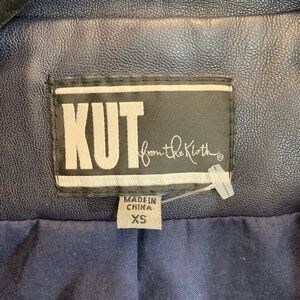 KUT from the Kloth ®
MADE IN
CHINA
XS